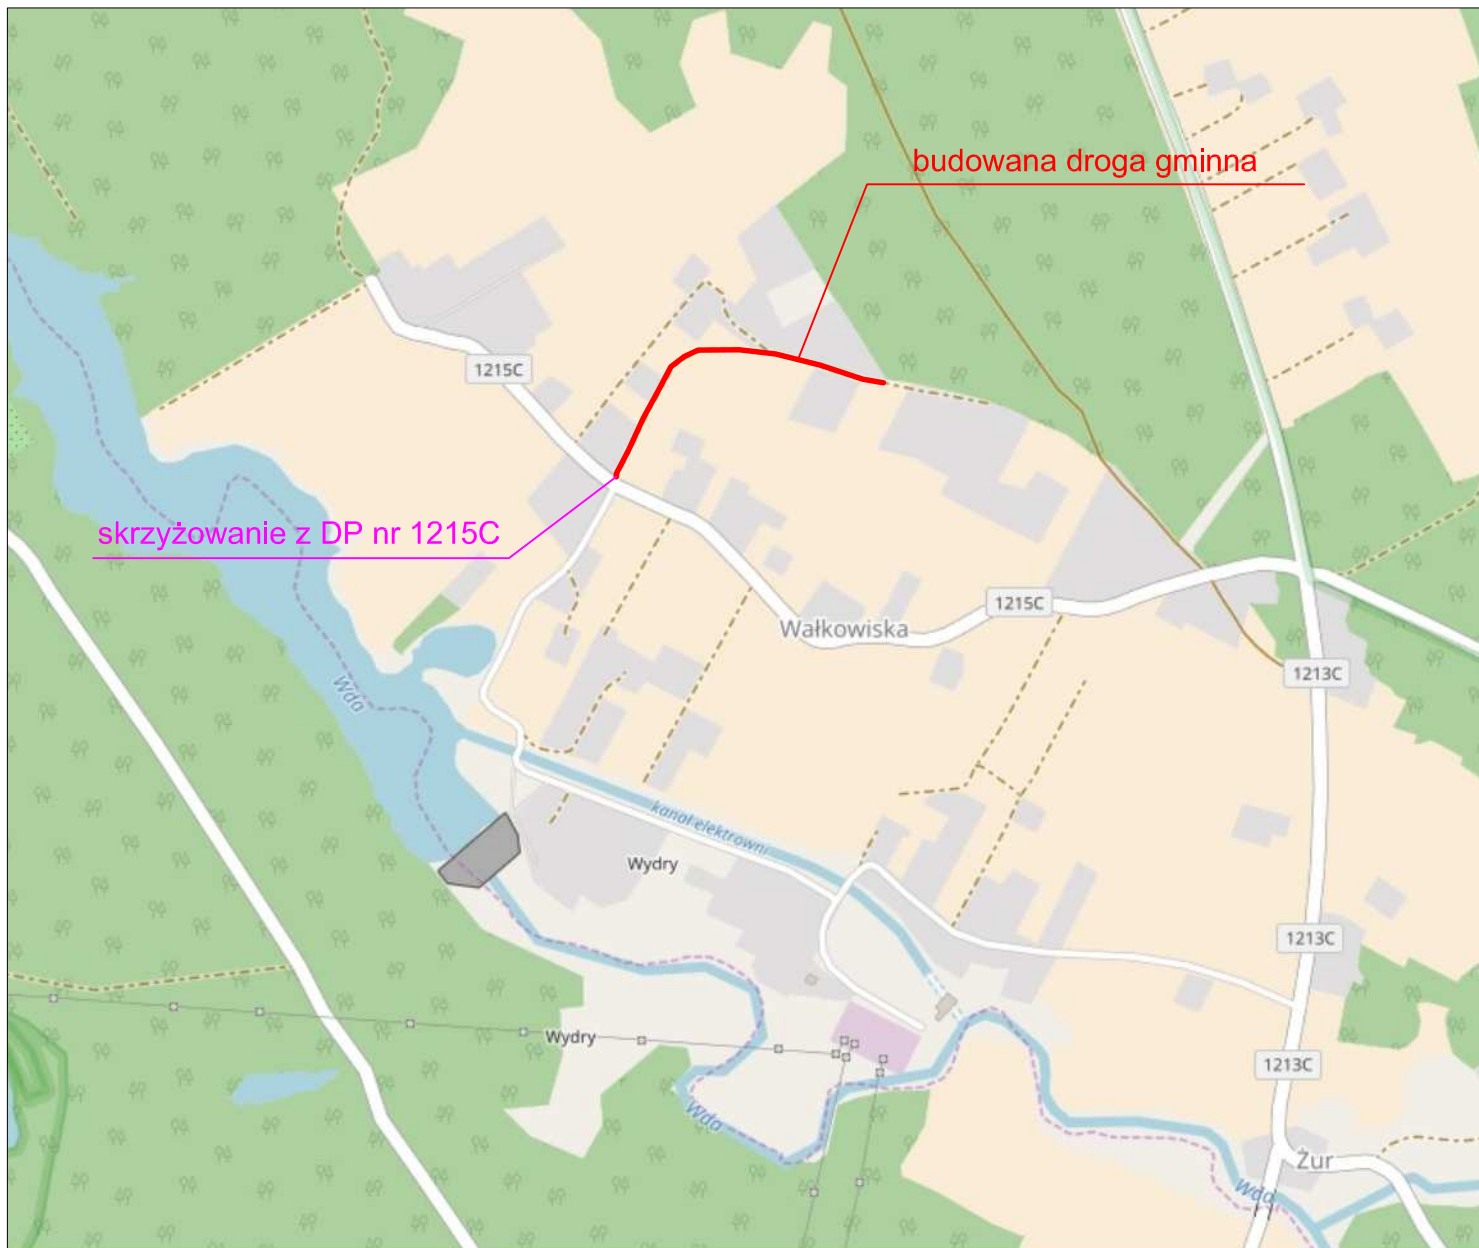 budowana droga gminna
1215C
skrzyżowanie z DP nr 1215C
1215C
Wałkowiska
1213C
Wda
kanał elektrowni
Wydry
1213C
Wydry
1213C
Wda
Żur
Wda